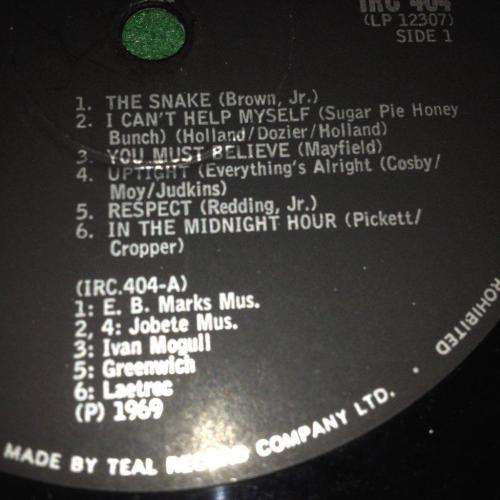 IRC 404
(LP 12307)
SIDE 1
1. THE SNAKE (Brown, Jr.)
2. I CAN'T HELP MYSELF (Sugar Pie Honey
Bunch) (Holland/Dozier/Holland)
3. YOU MUST BELIEVE (Mayfield)
4. UPTIGHT (Everything's Alright (Cosby/
Moy/Judkins)
5. RESPECT (Redding, Jr.)
6. IN THE MIDNIGHT HOUR (Pickett/
Cropper)
(IRC.404-A)
1: E. B. Marks Mus.
2, 4: Jobete Mus.
3: Ivan Mogull
5: Greenwich
6: Laetrec
(P) 1969
MADE BY TEAL RECORD COMPANY LTD. .
ROHIBITED